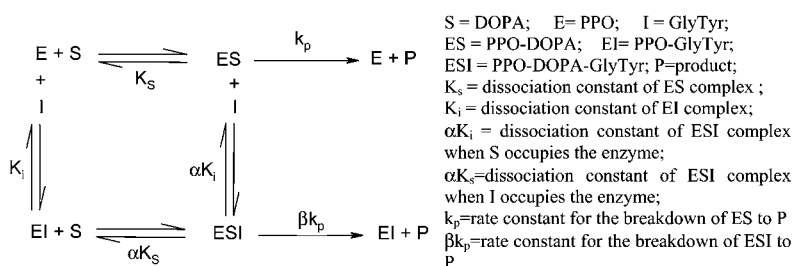 E + S
K_S
ES
k_p
E + P
+
I
+
I
K_i
αK_i
EI + S
αK_S
ESI
βk_p
EI + P
S = DOPA; E= PPO; I = GlyTyr;
ES = PPO-DOPA; EI= PPO-GlyTyr;
ESI = PPO-DOPA-GlyTyr; P=product;
K_s = dissociation constant of ES complex ;
K_i = dissociation constant of EI complex;
αK_i = dissociation constant of ESI complex
when S occupies the enzyme;
αK_s=dissociation constant of ESI complex
when I occupies the enzyme;
k_p=rate constant for the breakdown of ES to P
βk_p=rate constant for the breakdown of ESI to
P